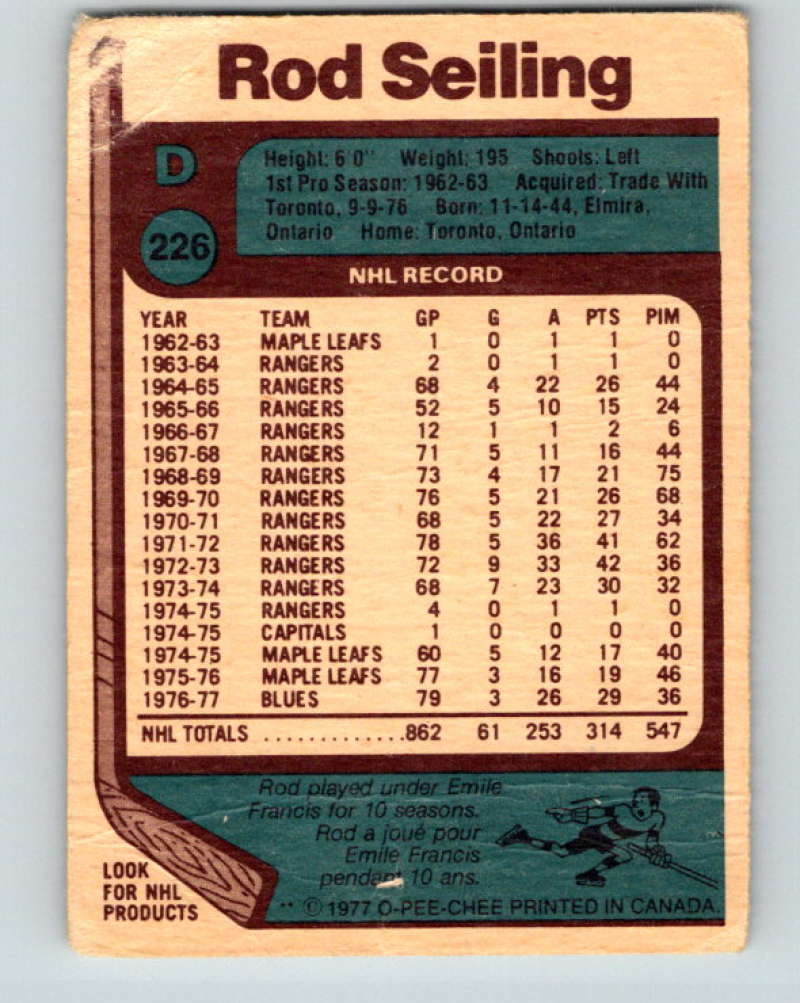 Rod Seiling
D
226
Height: 6'0" Weight: 195 Shoots: Left
1st Pro Season: 1962-63 Acquired: Trade With
Toronto, 9-9-76 Born: 11-14-44, Elmira,
Ontario Home: Toronto, Ontario
NHL RECORD
YEAR TEAM GP G A PTS PIM
1962-63 MAPLE LEAFS 1 0 1 1 0
1963-64 RANGERS 2 0 1 1 0
1964-65 RANGERS 68 4 22 26 44
1965-66 RANGERS 52 5 10 15 24
1966-67 RANGERS 12 1 1 2 6
1967-68 RANGERS 71 5 11 16 44
1968-69 RANGERS 73 4 17 21 75
1969-70 RANGERS 76 5 21 26 68
1970-71 RANGERS 68 5 22 27 34
1971-72 RANGERS 78 5 36 41 62
1972-73 RANGERS 72 9 33 42 36
1973-74 RANGERS 68 7 23 30 32
1974-75 RANGERS 4 0 1 1 0
1974-75 CAPITALS 1 0 0 0 0
1974-75 MAPLE LEAFS 60 5 12 17 40
1975-76 MAPLE LEAFS 77 3 16 19 46
1976-77 BLUES 79 3 26 29 36
NHL TOTALS .............862 61 253 314 547
Rod played under Emile
Francis for 10 seasons.
Rod a joué pour
Emile Francis
pendant 10 ans.
LOOK
FOR NHL
PRODUCTS
** © 1977 O-PEE-CHEE PRINTED IN CANADA.